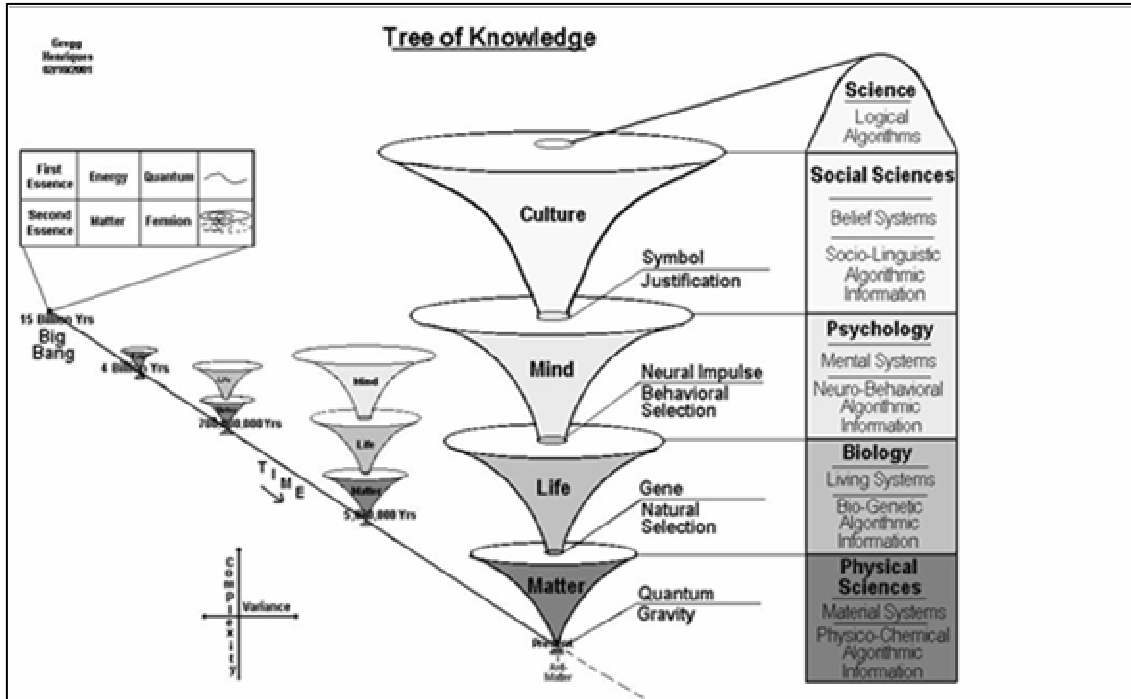 Tree of Knowledge
Gregg
Henriques
First
Essence
Energy
Quantum
Second
Essence
Matter
Fermion
15 Billion Yrs
Big
Bang
4 Billion Yrs
Life
Mind
Life
Matter
TIME
Complexity
Variance
Culture
Symbol
Justification
Mind
Neural Impulse
Behavioral
Selection
Life
Gene
Natural
Selection
Matter
Quantum
Gravity
Anti-
Matter
Science
Logical
Algorithms
Social Sciences
Belief Systems
Socio-Linguistic
Algorithmic
Information
Psychology
Mental Systems
Neuro-Behavioral
Algorithmic
Information
Biology
Living Systems
Bio-Genetic
Algorithmic
Information
Physical
Sciences
Material Systems
Physico-Chemical
Algorithmic
Information